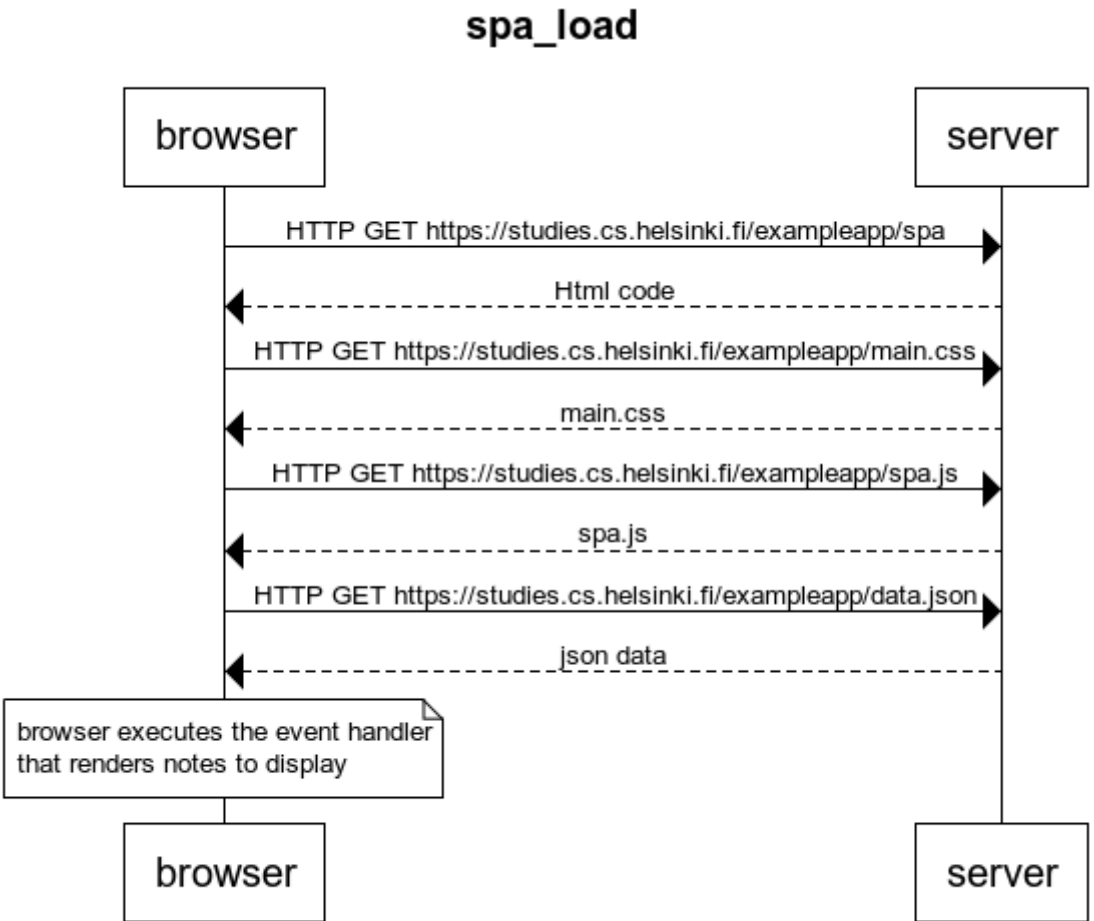 spa_load
browser
server
HTTP GET https://studies.cs.helsinki.fi/exampleapp/spa
Html code
HTTP GET https://studies.cs.helsinki.fi/exampleapp/main.css
main.css
HTTP GET https://studies.cs.helsinki.fi/exampleapp/spa.js
spa.js
HTTP GET https://studies.cs.helsinki.fi/exampleapp/data.json
json data
browser executes the event handler
that renders notes to display
browser
server